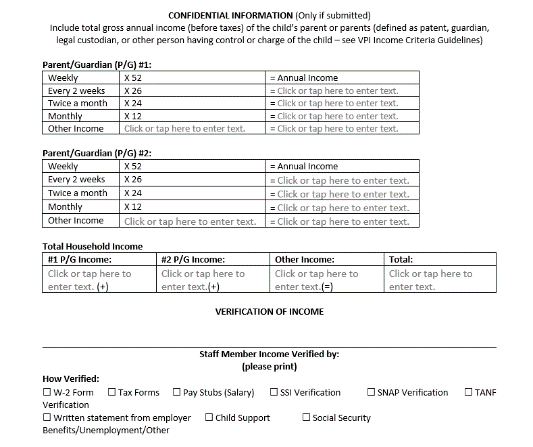 CONFIDENTIAL INFORMATION (Only if submitted)
Include total gross annual income (before taxes) of the child's parent or parents (defined as patent, guardian,
legal custodian, or other person having control or charge of the child – see VPI Income Criteria Guidelines)
Parent/Guardian (P/G) #1:
Weekly X 52 = Annual Income
Every 2 weeks X 26 = Click or tap here to enter text.
Twice a month X 24 = Click or tap here to enter text.
Monthly X 12 = Click or tap here to enter text.
Other Income Click or tap here to enter text. = Click or tap here to enter text.
Parent/Guardian (P/G) #2:
Weekly X 52 = Annual Income
Every 2 weeks X 26 = Click or tap here to enter text.
Twice a month X 24 = Click or tap here to enter text.
Monthly X 12 = Click or tap here to enter text.
Other Income Click or tap here to enter text. = Click or tap here to enter text.
Total Household Income
#1 P/G Income: #2 P/G Income: Other Income: Total:
Click or tap here to Click or tap here to Click or tap here to Click or tap here to
enter text. (+) enter text.(+) enter text.(=) enter text.
VERIFICATION OF INCOME
Staff Member Income Verified by:
(please print)
How Verified:
☐ W-2 Form ☐ Tax Forms ☐ Pay Stubs (Salary) ☐ SSI Verification ☐ SNAP Verification ☐ TANF
Verification
☐ Written statement from employer ☐ Child Support ☐ Social Security
Benefits/Unemployment/Other